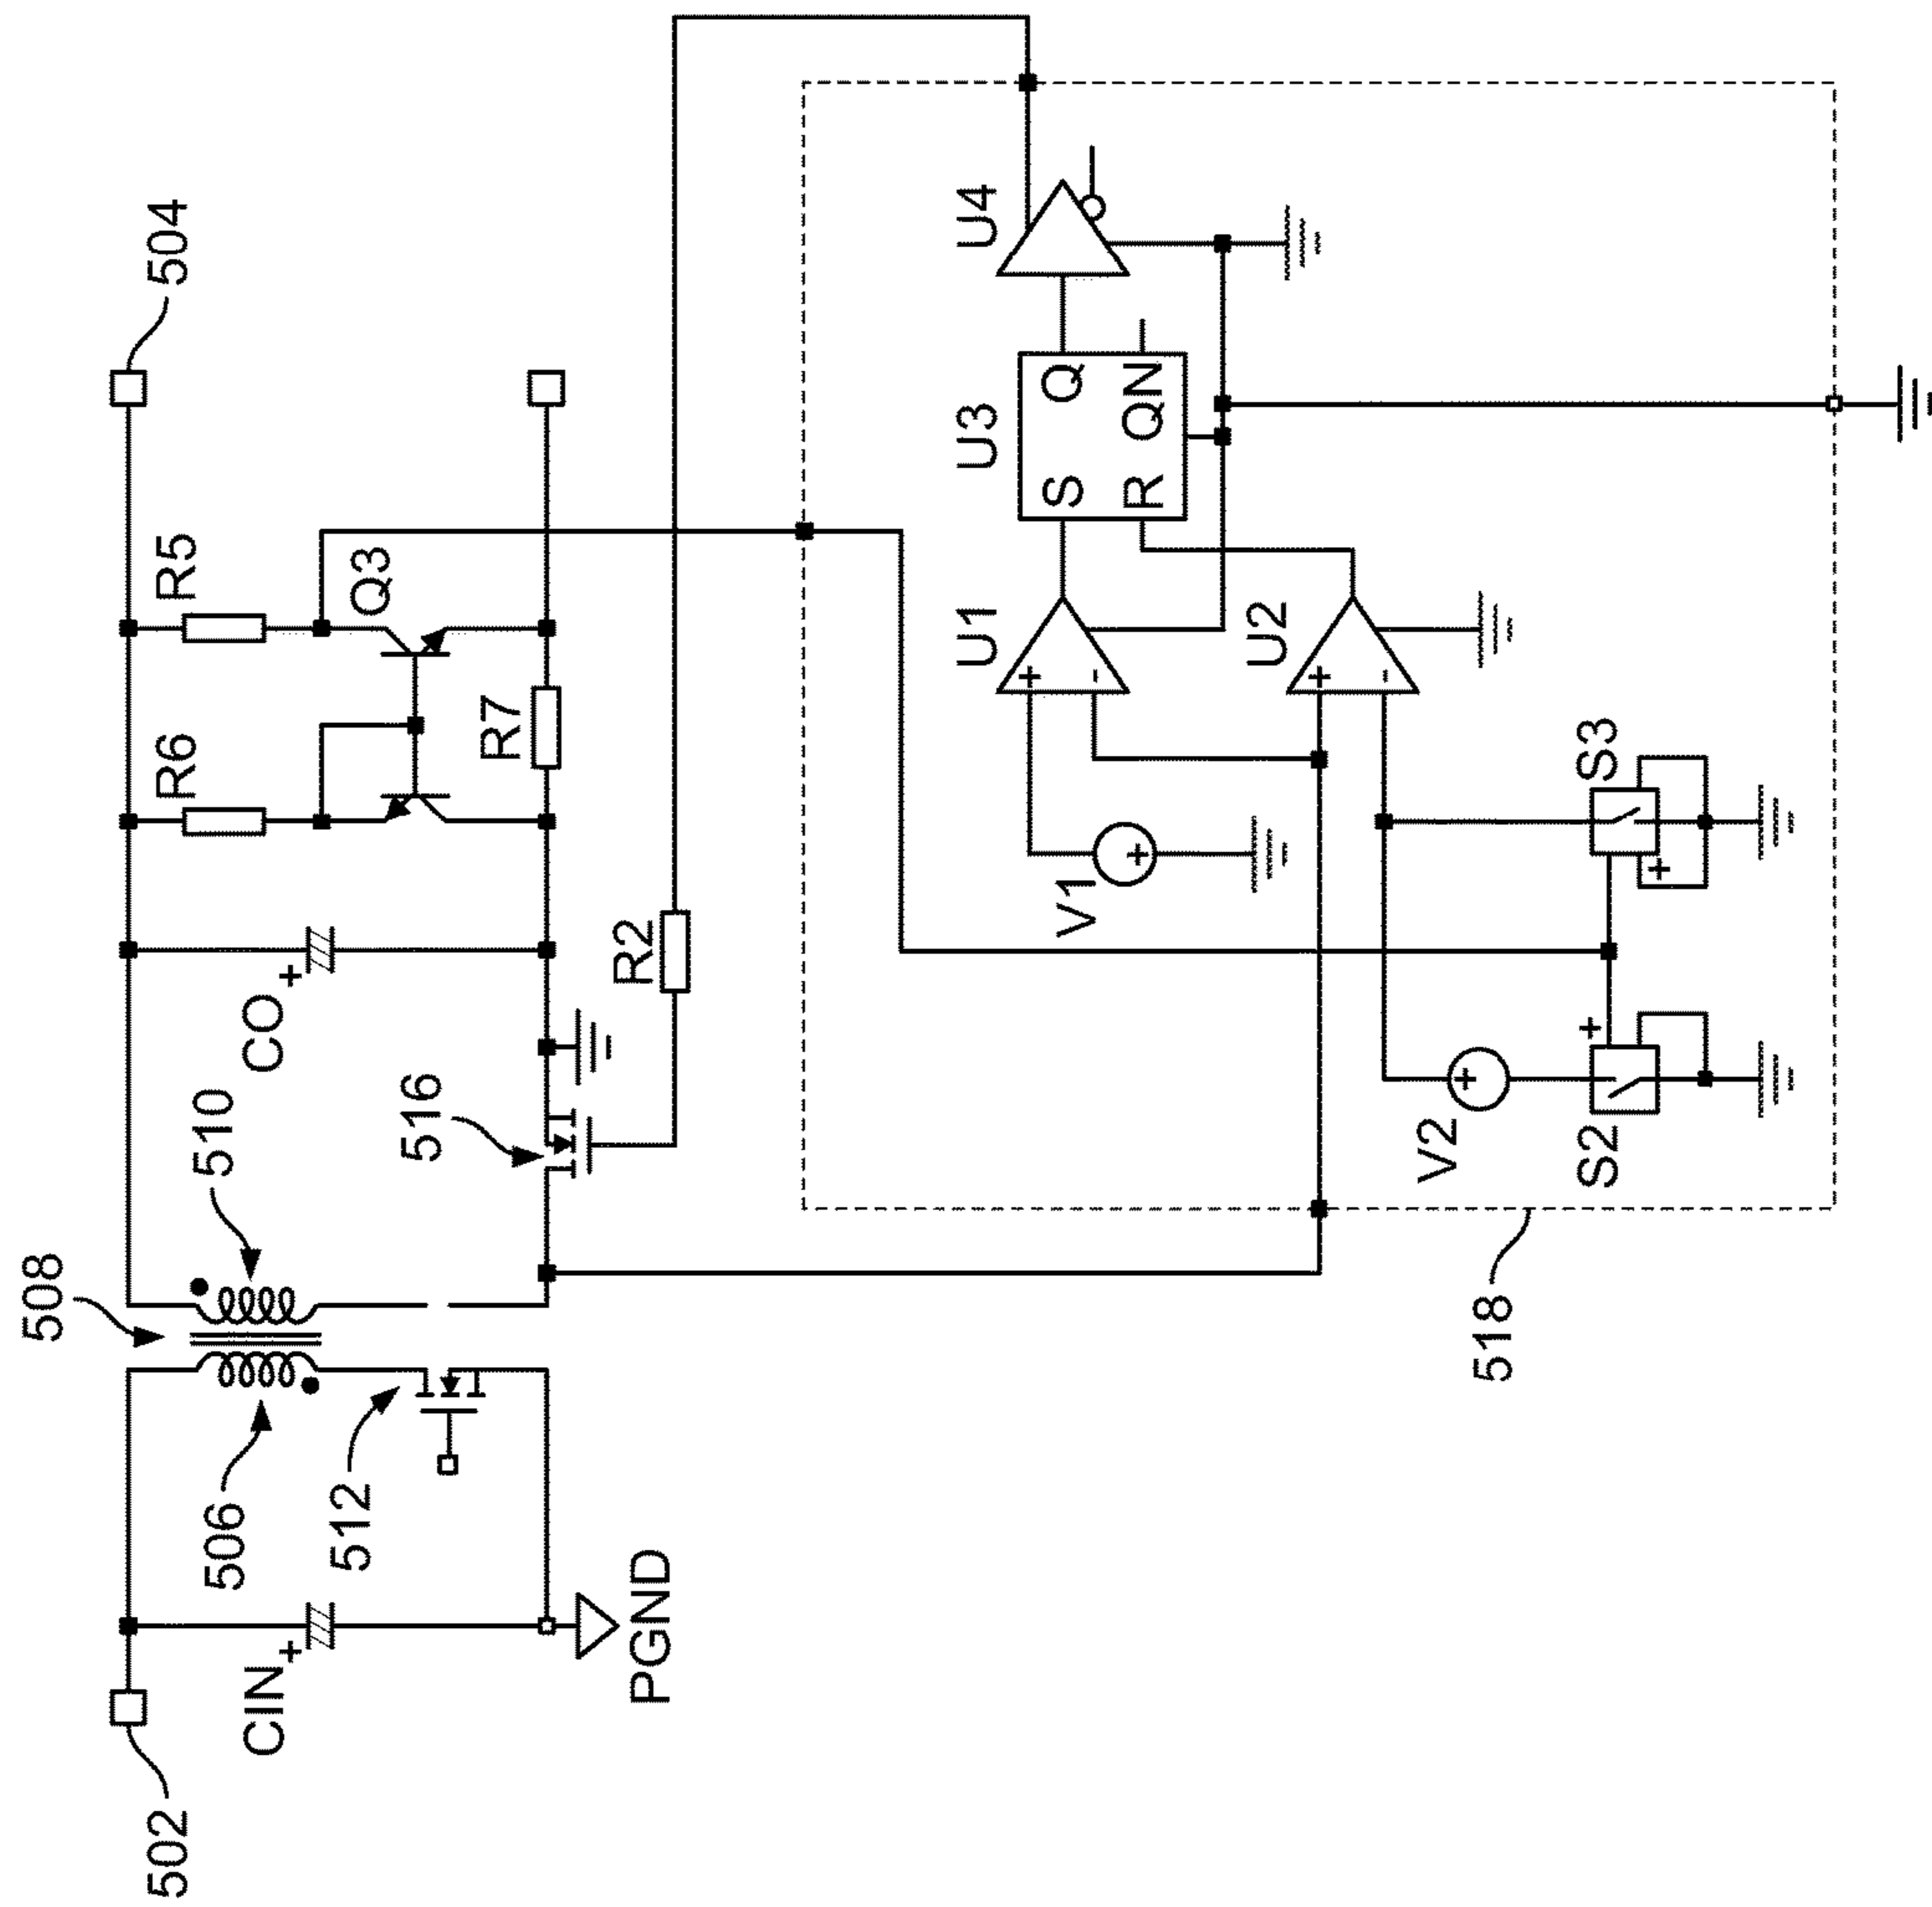 502
504
506
508
510
512
516
518
CIN
+
PGND
CO
+
R6
R5
Q3
R7
R2
U1
+
-
U2
+
-
U3
S
Q
R
QN
U4
V1
+
V2
+
S2
+
S3
+